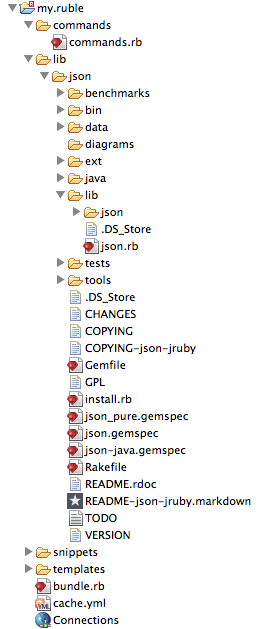 my.ruble
commands
commands.rb
lib
json
benchmarks
bin
data
diagrams
ext
java
lib
json
.DS_Store
json.rb
tests
tools
.DS_Store
CHANGES
COPYING
COPYING-json-jruby
Gemfile
GPL
install.rb
json_pure.gemspec
json.gemspec
json-java.gemspec
Rakefile
README.rdoc
README-json-jruby.markdown
TODO
VERSION
snippets
templates
bundle.rb
cache.yml
Connections